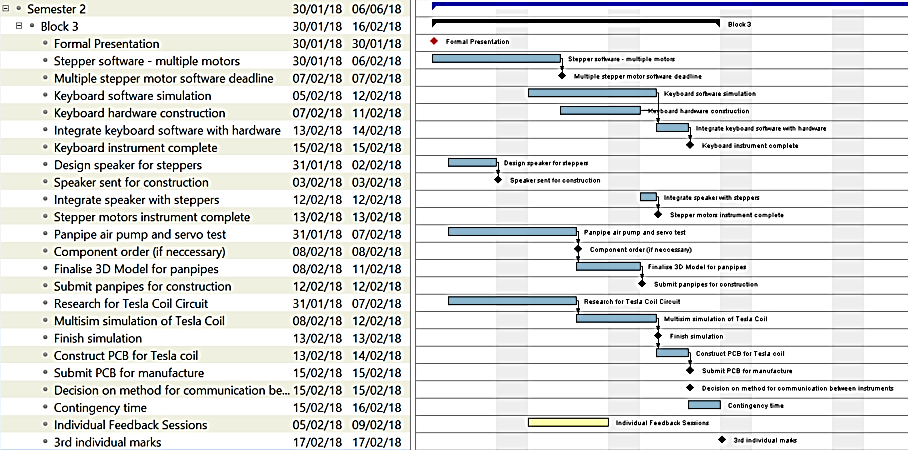 Semester 2 30/01/18 06/06/18
Block 3 30/01/18 16/02/18 Block 3
Formal Presentation 30/01/18 30/01/18 Formal Presentation
Stepper software - multiple motors 30/01/18 06/02/18 Stepper software - multiple motors
Multiple stepper motor software deadline 07/02/18 07/02/18 Multiple stepper motor software deadline
Keyboard software simulation 05/02/18 12/02/18 Keyboard software simulation
Keyboard hardware construction 07/02/18 11/02/18 Keyboard hardware construction
Integrate keyboard software with hardware 13/02/18 14/02/18 Integrate keyboard software with hardware
Keyboard instrument complete 15/02/18 15/02/18 Keyboard instrument complete
Design speaker for steppers 31/01/18 02/02/18 Design speaker for steppers
Speaker sent for construction 03/02/18 03/02/18 Speaker sent for construction
Integrate speaker with steppers 12/02/18 12/02/18 Integrate speaker with steppers
Stepper motors instrument complete 13/02/18 13/02/18 Stepper motors instrument complete
Panpipe air pump and servo test 31/01/18 07/02/18 Panpipe air pump and servo test
Component order (if neccessary) 08/02/18 08/02/18 Component order (if neccessary)
Finalise 3D Model for panpipes 08/02/18 11/02/18 Finalise 3D Model for panpipes
Submit panpipes for construction 12/02/18 12/02/18 Submit panpipes for construction
Research for Tesla Coil Circuit 31/01/18 07/02/18 Research for Tesla Coil Circuit
Multisim simulation of Tesla Coil 08/02/18 12/02/18 Multisim simulation of Tesla Coil
Finish simulation 13/02/18 13/02/18 Finish simulation
Construct PCB for Tesla coil 13/02/18 14/02/18 Construct PCB for Tesla coil
Submit PCB for manufacture 15/02/18 15/02/18 Submit PCB for manufacture
Decision on method for communication be... 15/02/18 15/02/18 Decision on method for communication between instruments
Contingency time 15/02/18 16/02/18 Contingency time
Individual Feedback Sessions 05/02/18 09/02/18 Individual Feedback Sessions
3rd individual marks 17/02/18 17/02/18 3rd individual marks